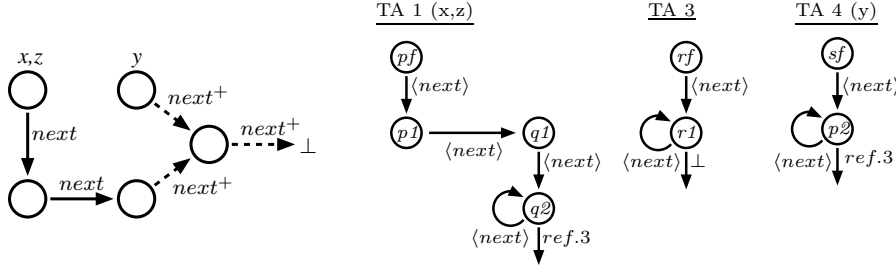 x,z
y
next
next
next⁺
next⁺
next⁺
⊥
TA 1 (x,z)
pf
⟨next⟩
p1
⟨next⟩
q1
⟨next⟩
q2
⟨next⟩
ref.3
TA 3
rf
⟨next⟩
r1
⟨next⟩
⊥
TA 4 (y)
sf
⟨next⟩
p2
⟨next⟩
ref.3